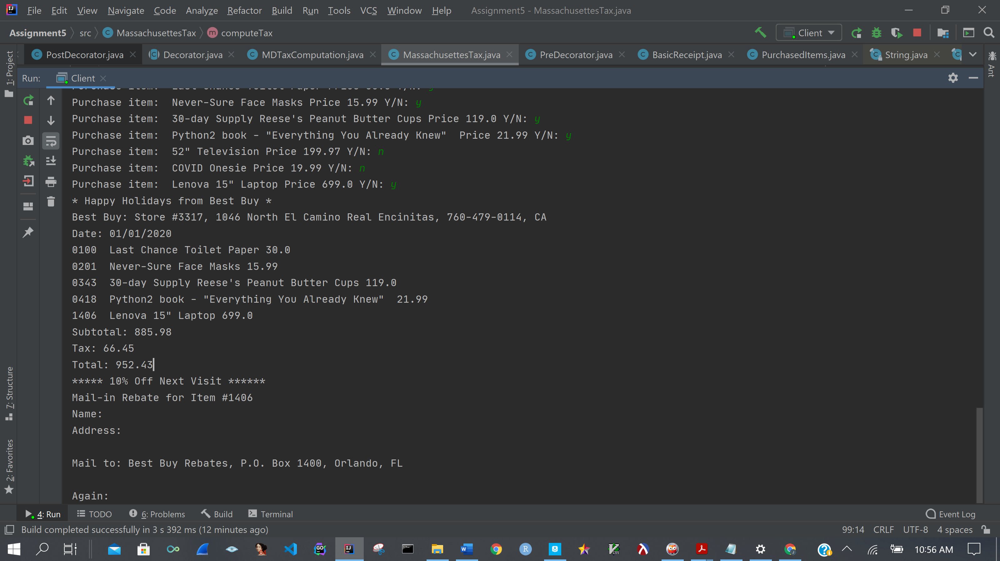 File Edit View Navigate Code Analyze Refactor Build Run Tools VCS Window Help Assignment5 - MassachusettesTax.java
Assignment5 src MassachusettesTax computeTax Client
PostDecorator.java Decorator.java MDTaxComputation.java MassachusettesTax.java PreDecorator.java BasicReceipt.java PurchasedItems.java String.java
1: Project
Ant
Run: Client
Purchase item:  Last Chance Toilet Paper Price 30.0 Y/N: y
Purchase item:  Never-Sure Face Masks Price 15.99 Y/N: y
Purchase item:  30-day Supply Reese's Peanut Butter Cups Price 119.0 Y/N: y
Purchase item:  Python2 book - "Everything You Already Knew"  Price 21.99 Y/N: y
Purchase item:  52" Television Price 199.97 Y/N: n
Purchase item:  COVID Onesie Price 19.99 Y/N: n
Purchase item:  Lenova 15" Laptop Price 699.0 Y/N: y
* Happy Holidays from Best Buy *
Best Buy: Store #3317, 1046 North El Camino Real Encinitas, 760-479-0114, CA
Date: 01/01/2020
0100  Last Chance Toilet Paper 30.0
0201  Never-Sure Face Masks 15.99
0343  30-day Supply Reese's Peanut Butter Cups 119.0
0418  Python2 book - "Everything You Already Knew"  21.99
1406  Lenova 15" Laptop 699.0
Subtotal: 885.98
Tax: 66.45
Total: 952.43
***** 10% Off Next Visit ******
Mail-in Rebate for Item #1406
Name:
Address:
Mail to: Best Buy Rebates, P.O. Box 1400, Orlando, FL
Again:
7: Structure
2: Favorites
4: Run TODO 6: Problems Build Terminal Event Log
Build completed successfully in 3 s 392 ms (12 minutes ago) 99:14 CRLF UTF-8 4 spaces
10:56 AM